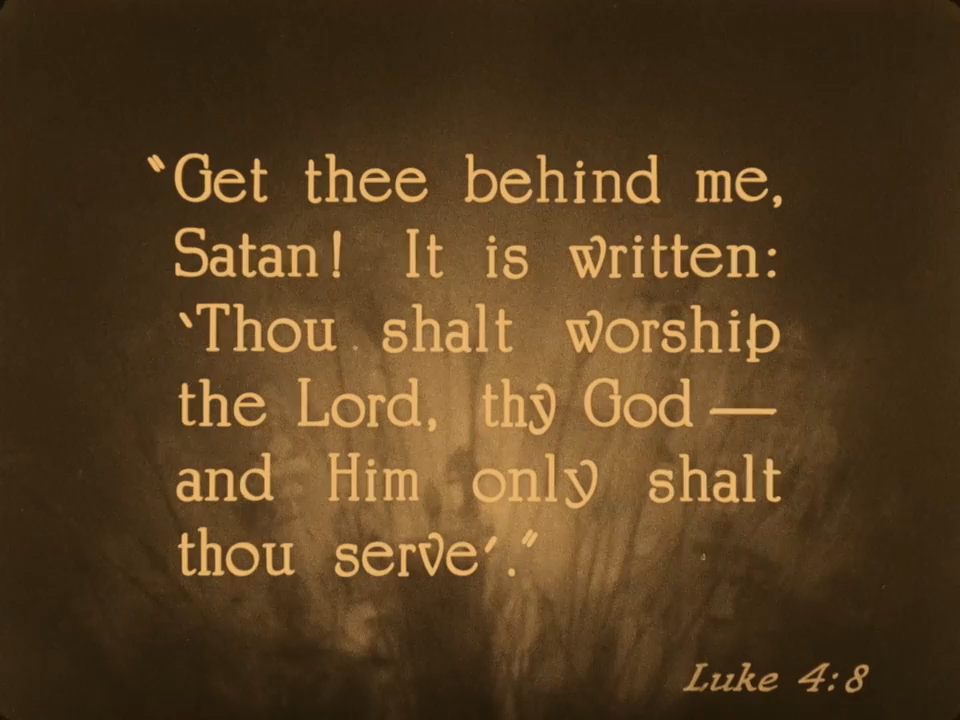 ‟Get thee behind me,
Satan! It is written:
‛Thou shalt worship
the Lord, thy God —
and Him only shalt
thou serve′.″
Luke 4:8